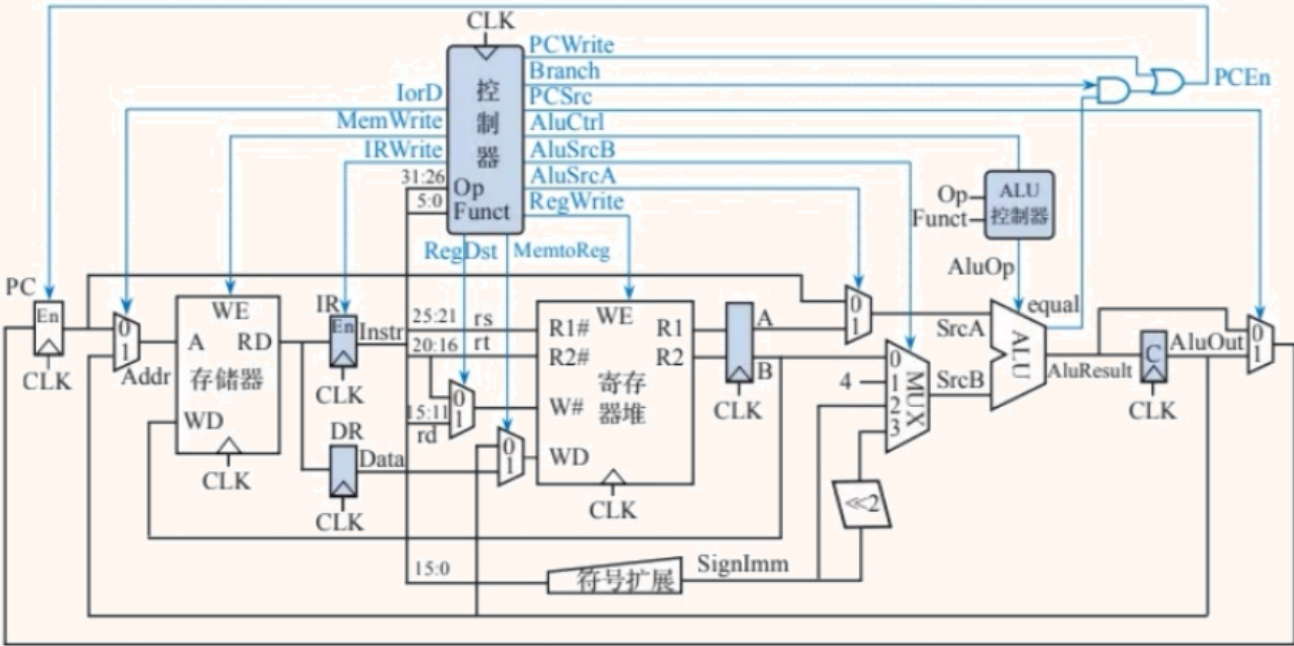 CLK
PCWrite
Branch
PCEn
IorD
控制器
PCSrc
MemWrite
AluCtrl
IRWrite
AluSrcB
31:26
Op
AluSrcA
5:0
Funct
RegWrite
Op
Funct
ALU
控制器
RegDst
MemtoReg
AluOp
PC
En
CLK
0
1
Addr
WE
A
RD
存储器
WD
CLK
IR
En
Instr
CLK
DR
Data
CLK
25:21
rs
20:16
rt
0
1
15:11
rd
0
1
WE
R1#
R1
R2#
R2
寄存
器堆
W#
WD
CLK
A
B
CLK
0
1
SrcA
4
0
1
2
3
MUX
SrcB
equal
ALU
AluResult
C
CLK
AluOut
0
1
<<2
15:0
符号扩展
SignImm